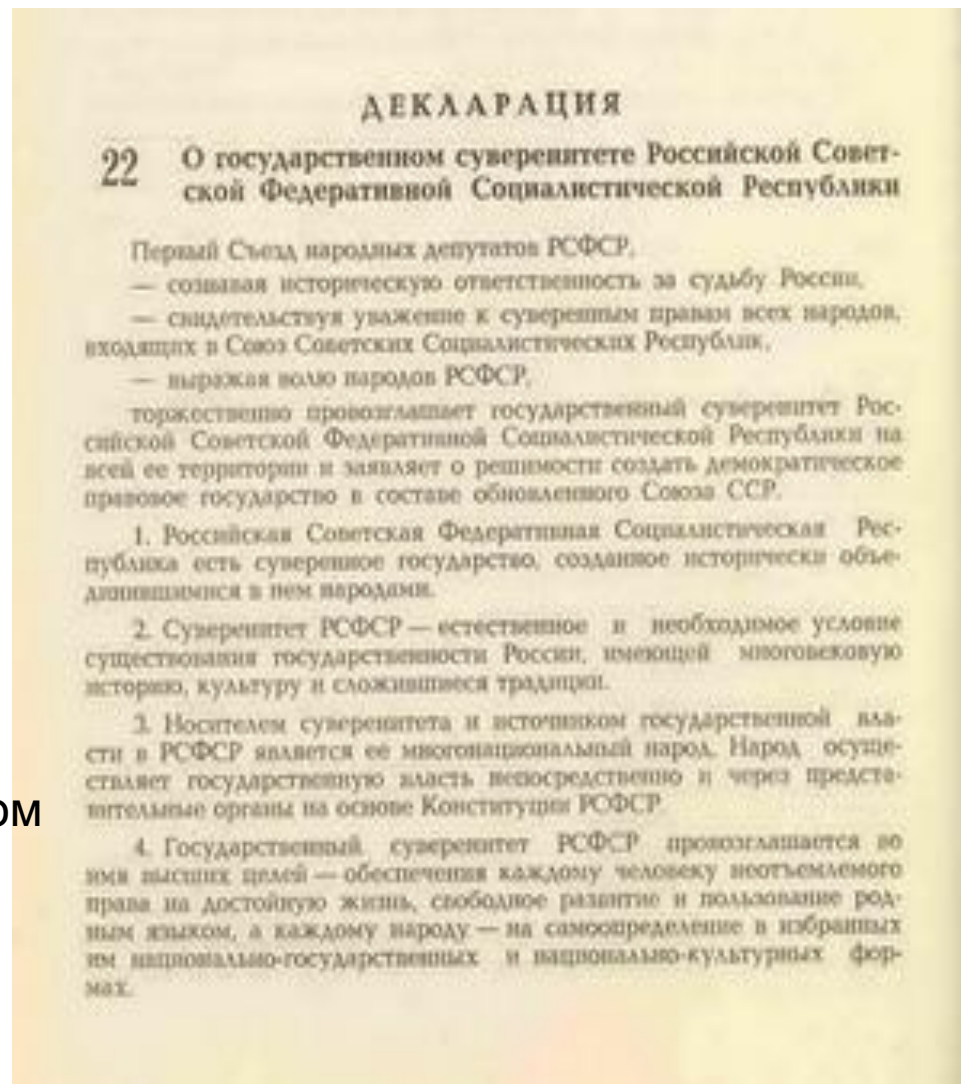 ДЕКЛАРАЦИЯ
22 О государственном суверенитете Российской Совет-
ской Федеративной Социалистической Республики
Первый Съезд народных депутатов РСФСР,
— сознавая историческую ответственность за судьбу России,
— свидетельствуя уважение к суверенным правам всех народов,
входящих в Союз Советских Социалистических Республик,
— выражая волю народов РСФСР,
торжественно провозглашает государственный суверенитет Рос-
сийской Советской Федеративной Социалистической Республики на
всей ее территории и заявляет о решимости создать демократическое
правовое государство в составе обновленного Союза ССР.
1. Российская Советская Федеративная Социалистическая Рес-
публика есть суверенное государство, созданное исторически объе-
динившимися в нем народами.
2. Суверенитет РСФСР — естественное и необходимое условие
существования государственности России, имеющей многовековую
историю, культуру и сложившиеся традиции.
3. Носителем суверенитета и источником государственной вла-
сти в РСФСР является ее многонациональный народ. Народ осуще-
ствляет государственную власть непосредственно и через предста-
вительные органы на основе Конституции РСФСР.
ом
4. Государственный суверенитет РСФСР провозглашается во
имя высших целей — обеспечения каждому человеку неотъемлемого
права на достойную жизнь, свободное развитие и пользование род-
ным языком, а каждому народу — на самоопределение в избранных
им национально-государственных и национально-культурных фор-
мах.